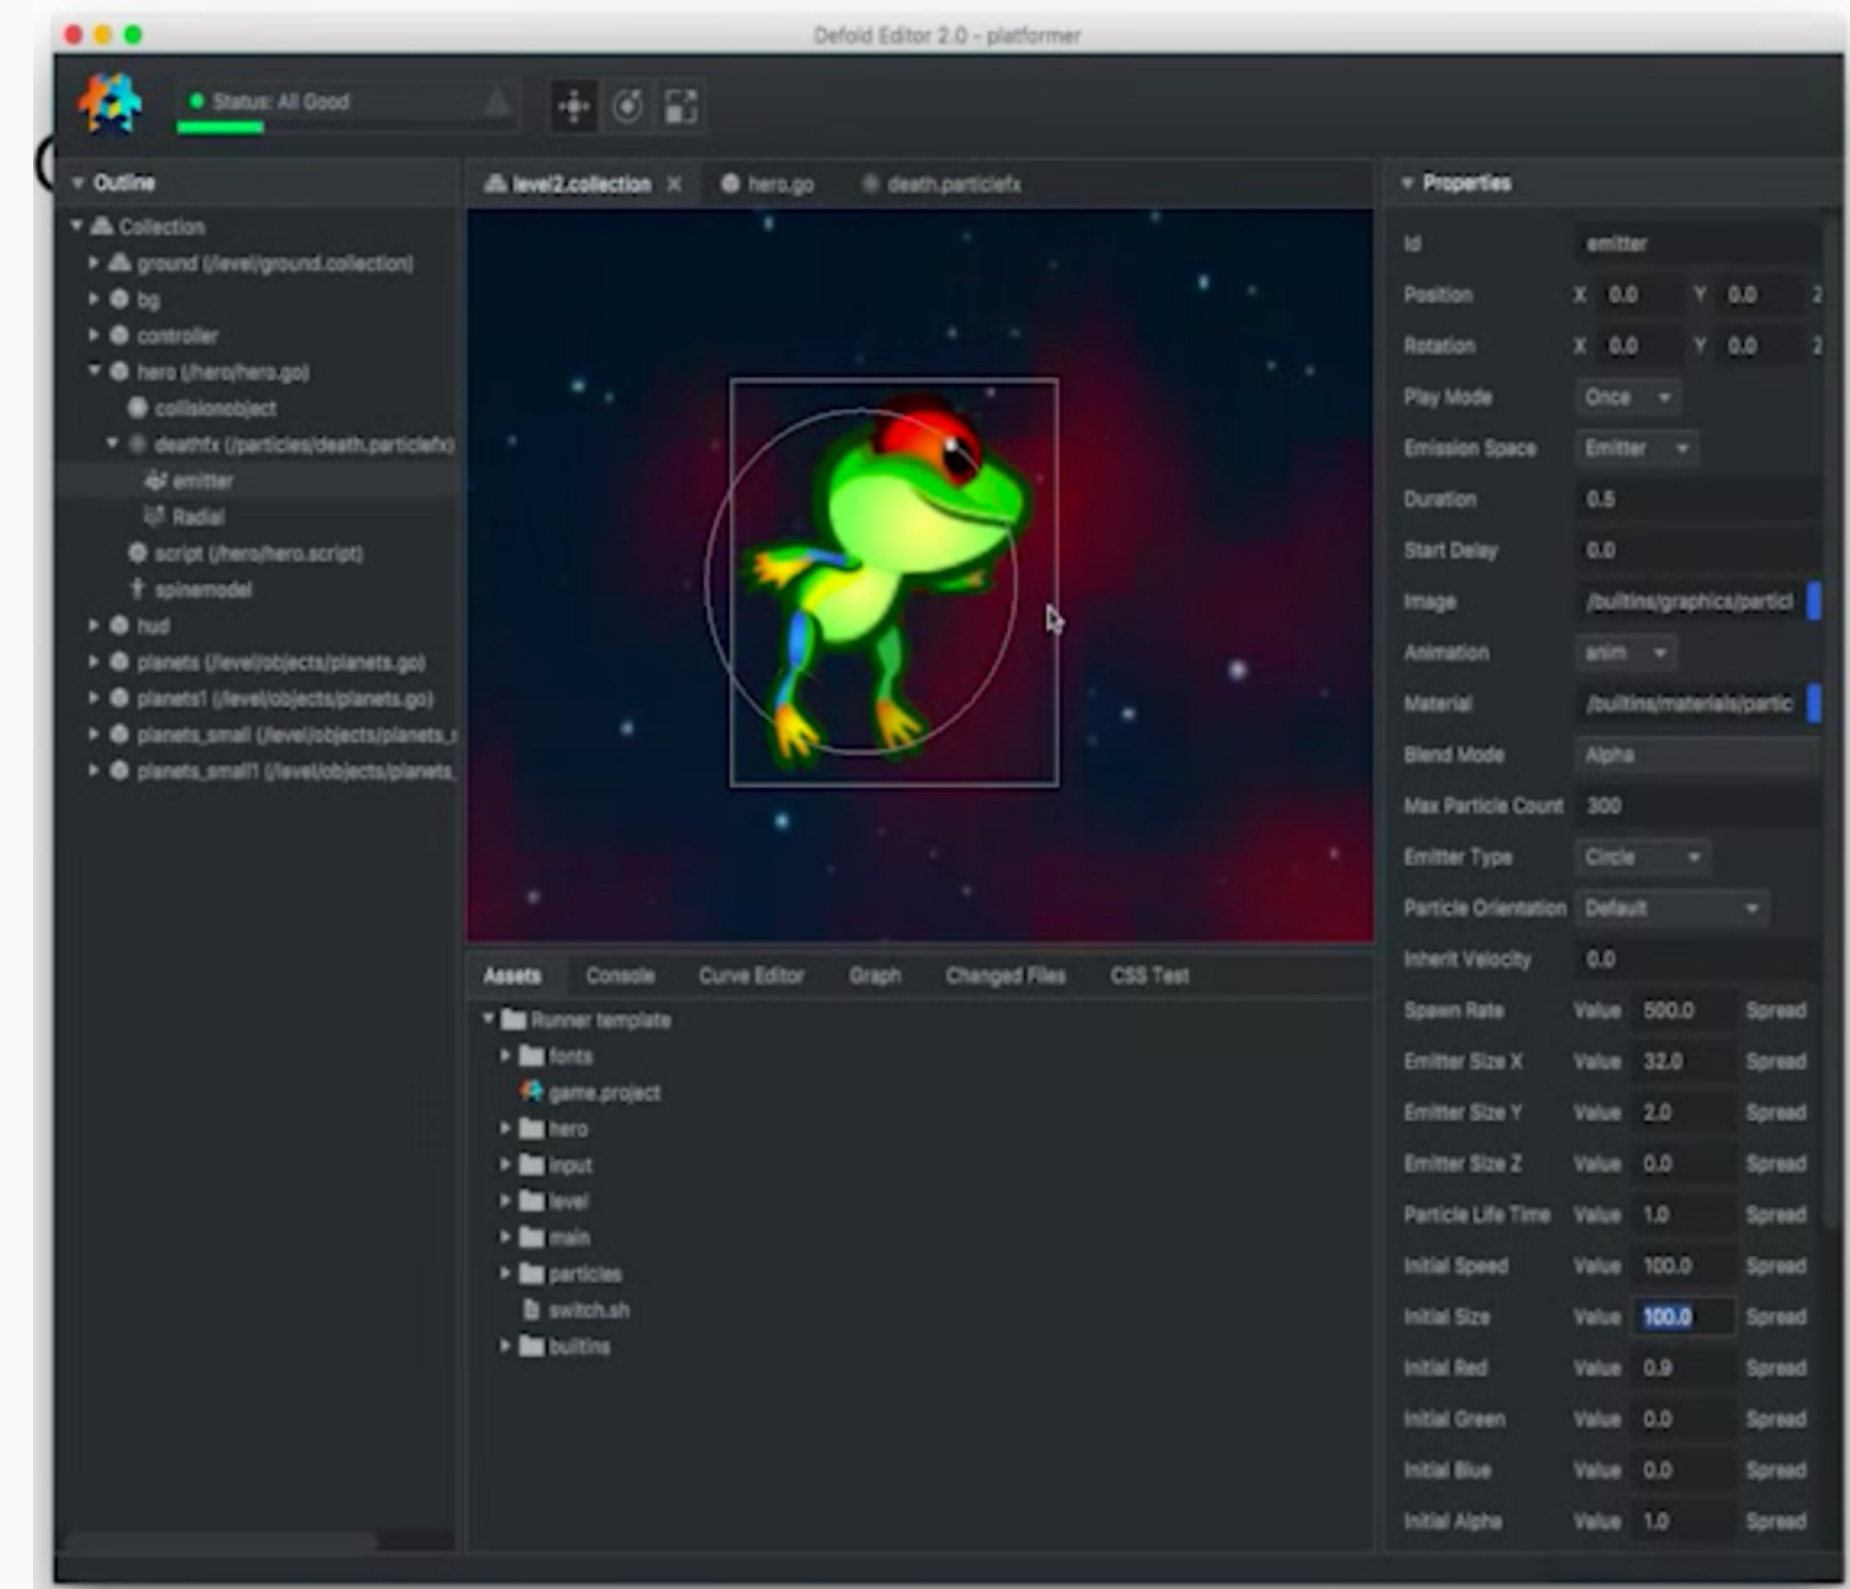 Defold Editor 2.0 - platformer
Status: All Good
Outline
Collection
ground (/level/ground.collection)
bg
controller
hero (/hero/hero.go)
collisionobject
deathfx (/particles/death.particlefx)
emitter
Radial
script (/hero/hero.script)
spinemodel
hud
planets (/level/objects/planets.go)
planets1 (/level/objects/planets.go)
planets_small (/level/objects/planets_s
planets_small1 (/level/objects/planets_
level2.collection hero.go death.particlefx
Assets Console Curve Editor Graph Changed Files CSS Test
Runner template
fonts
game.project
hero
input
level
main
particles
switch.sh
builtins
Properties
Id emitter
Position X 0.0 Y 0.0 Z
Rotation X 0.0 Y 0.0 Z
Play Mode Once
Emission Space Emitter
Duration 0.5
Start Delay 0.0
Image /builtins/graphics/particl
Animation anim
Material /builtins/materials/partic
Blend Mode Alpha
Max Particle Count 300
Emitter Type Circle
Particle Orientation Default
Inherit Velocity 0.0
Spawn Rate Value 500.0 Spread
Emitter Size X Value 32.0 Spread
Emitter Size Y Value 2.0 Spread
Emitter Size Z Value 0.0 Spread
Particle Life Time Value 1.0 Spread
Initial Speed Value 100.0 Spread
Initial Size Value 100.0 Spread
Initial Red Value 0.9 Spread
Initial Green Value 0.0 Spread
Initial Blue Value 0.0 Spread
Initial Alpha Value 1.0 Spread